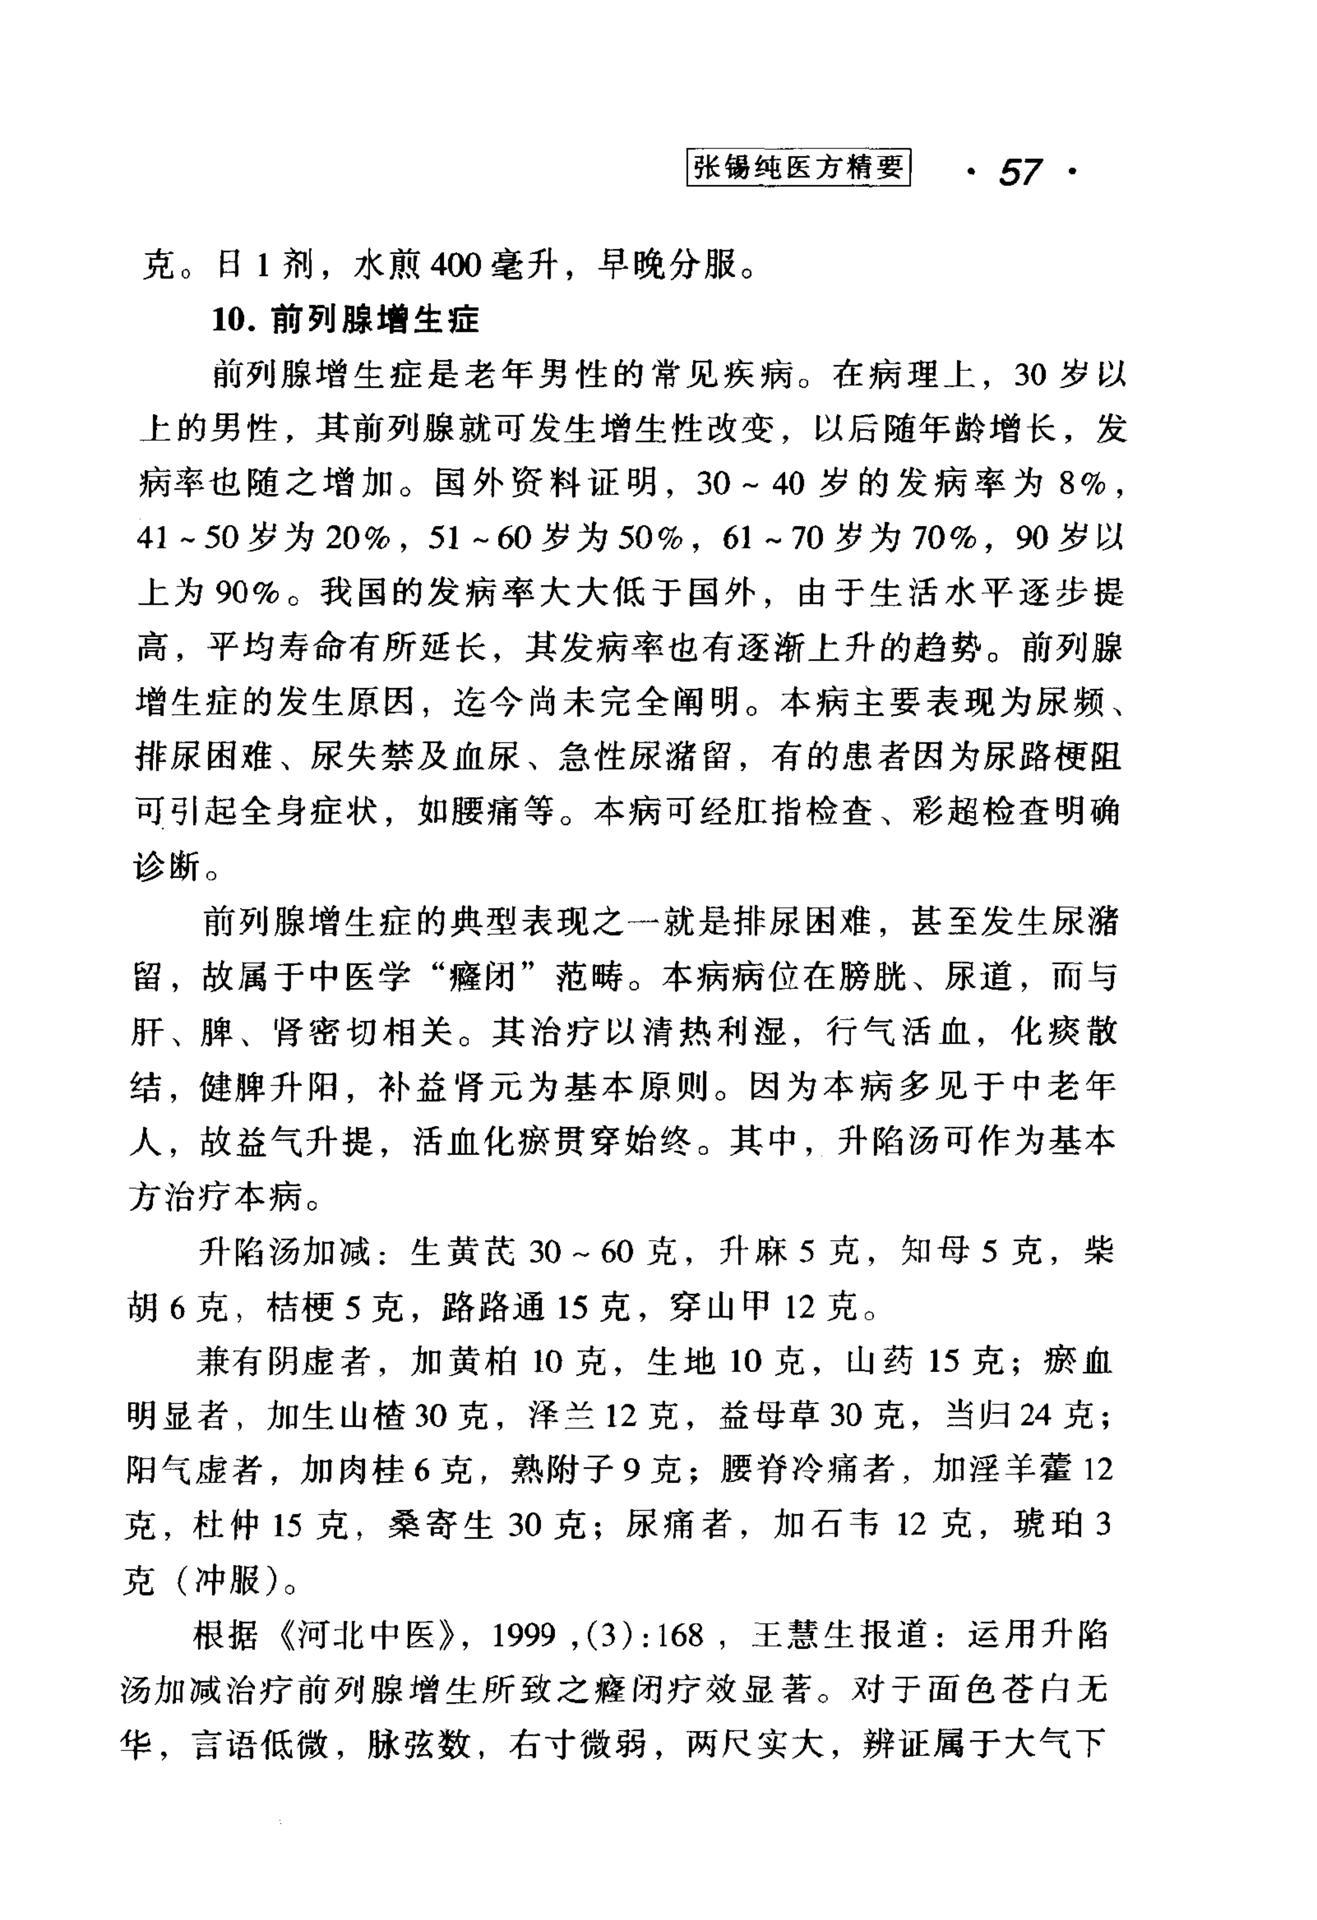 张锡纯医方精要 · 57 ·
克。日 1 剂，水煎 400 毫升，早晚分服。
10. 前列腺增生症
前列腺增生症是老年男性的常见疾病。在病理上，30 岁以
上的男性，其前列腺就可发生增生性改变，以后随年龄增长，发
病率也随之增加。国外资料证明，30 ~ 40 岁的发病率为 8%，
41 ~ 50 岁为 20%，51 ~ 60 岁为 50%，61 ~ 70 岁为 70%，90 岁以
上为 90%。我国的发病率大大低于国外，由于生活水平逐步提
高，平均寿命有所延长，其发病率也有逐渐上升的趋势。前列腺
增生症的发生原因，迄今尚未完全阐明。本病主要表现为尿频、
排尿困难、尿失禁及血尿、急性尿潴留，有的患者因为尿路梗阻
可引起全身症状，如腰痛等。本病可经肛指检查、彩超检查明确
诊断。
前列腺增生症的典型表现之一就是排尿困难，甚至发生尿潴
留，故属于中医学“癃闭”范畴。本病病位在膀胱、尿道，而与
肝、脾、肾密切相关。其治疗以清热利湿，行气活血，化痰散
结，健脾升阳，补益肾元为基本原则。因为本病多见于中老年
人，故益气升提，活血化瘀贯穿始终。其中，升陷汤可作为基本
方治疗本病。
升陷汤加减：生黄芪 30 ~ 60 克，升麻 5 克，知母 5 克，柴
胡 6 克，桔梗 5 克，路路通 15 克，穿山甲 12 克。
兼有阴虚者，加黄柏 10 克，生地 10 克，山药 15 克；瘀血
明显者，加生山楂 30 克，泽兰 12 克，益母草 30 克，当归 24 克；
阳气虚者，加肉桂 6 克，熟附子 9 克；腰脊冷痛者，加淫羊藿 12
克，杜仲 15 克，桑寄生 30 克；尿痛者，加石韦 12 克，琥珀 3
克（冲服）。
根据《河北中医》，1999 ,(3):168 ，王慧生报道：运用升陷
汤加减治疗前列腺增生所致之癃闭疗效显著。对于面色苍白无
华，言语低微，脉弦数，右寸微弱，两尺实大，辨证属于大气下